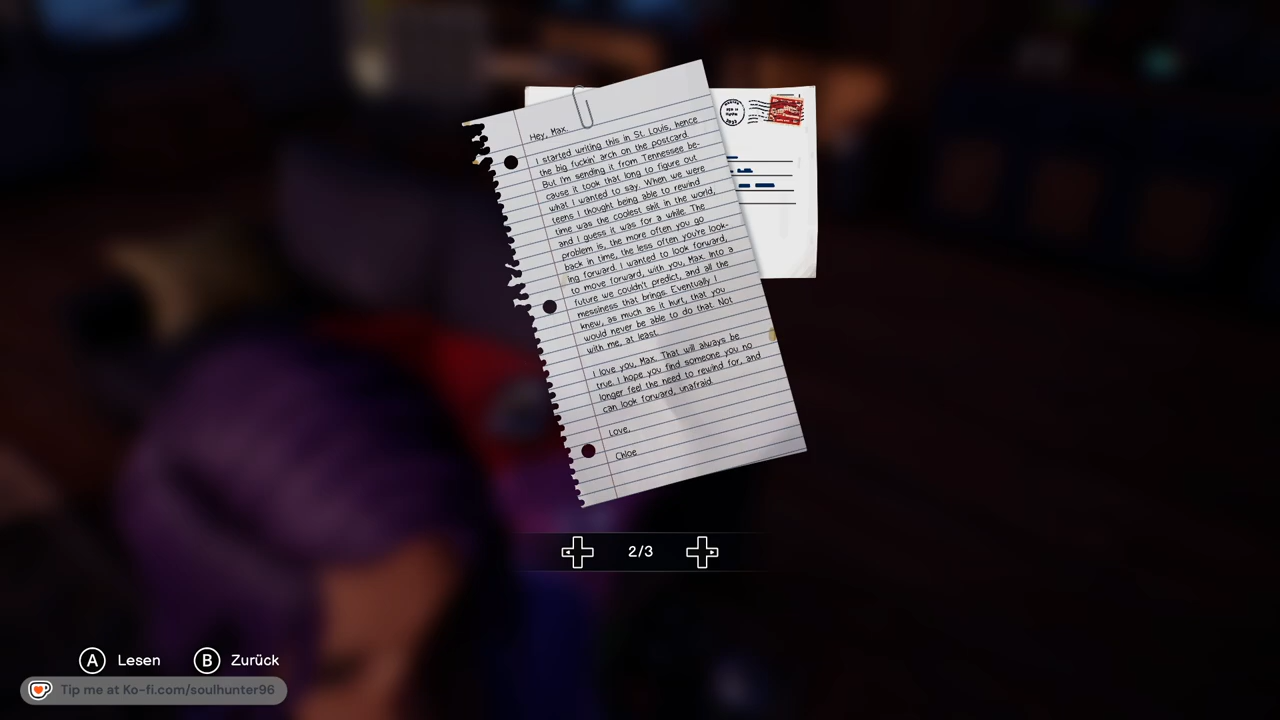 Hey, Max.
I started writing this in St. Louis, hence
the big fuckin' arch on the postcard.
But I'm sending it from Tennessee be-
cause it took that long to figure out
what I wanted to say. When we were
teens I thought being able to rewind
time was the coolest shit in the world,
and I guess it was for a while. The
problem is, the more often you go
back in time, the less often you're look-
ing forward. I wanted to look forward,
to move forward, with you, Max. Into a
future we couldn't predict, and all the
messiness that brings. Eventually I
knew, as much as it hurt, that you
would never be able to do that. Not
with me, at least.
I love you, Max. That will always be
true. I hope you find someone you no
longer feel the need to rewind for, and
can look forward, unafraid.
Love,
Chloe
2/3
A Lesen B Zurück
Tip me at Ko-fi.com/soulhunter96